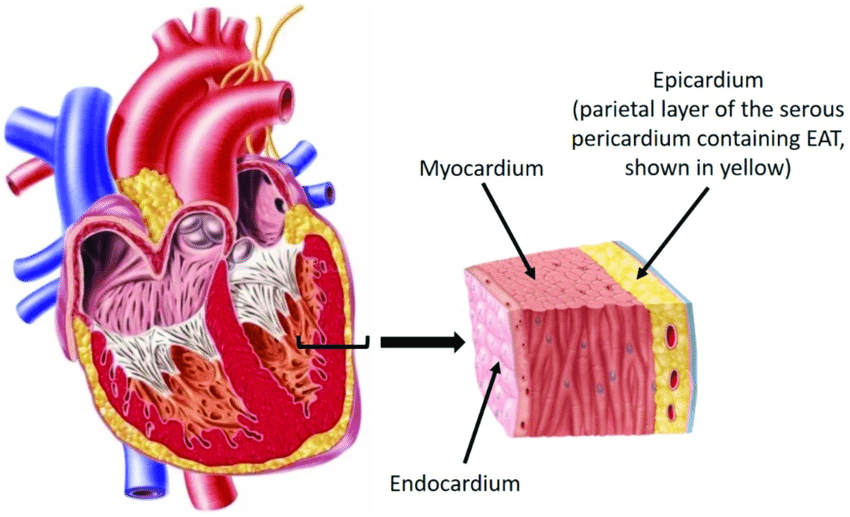 Epicardium
(parietal layer of the serous
pericardium containing EAT,
shown in yellow)
Myocardium
Endocardium